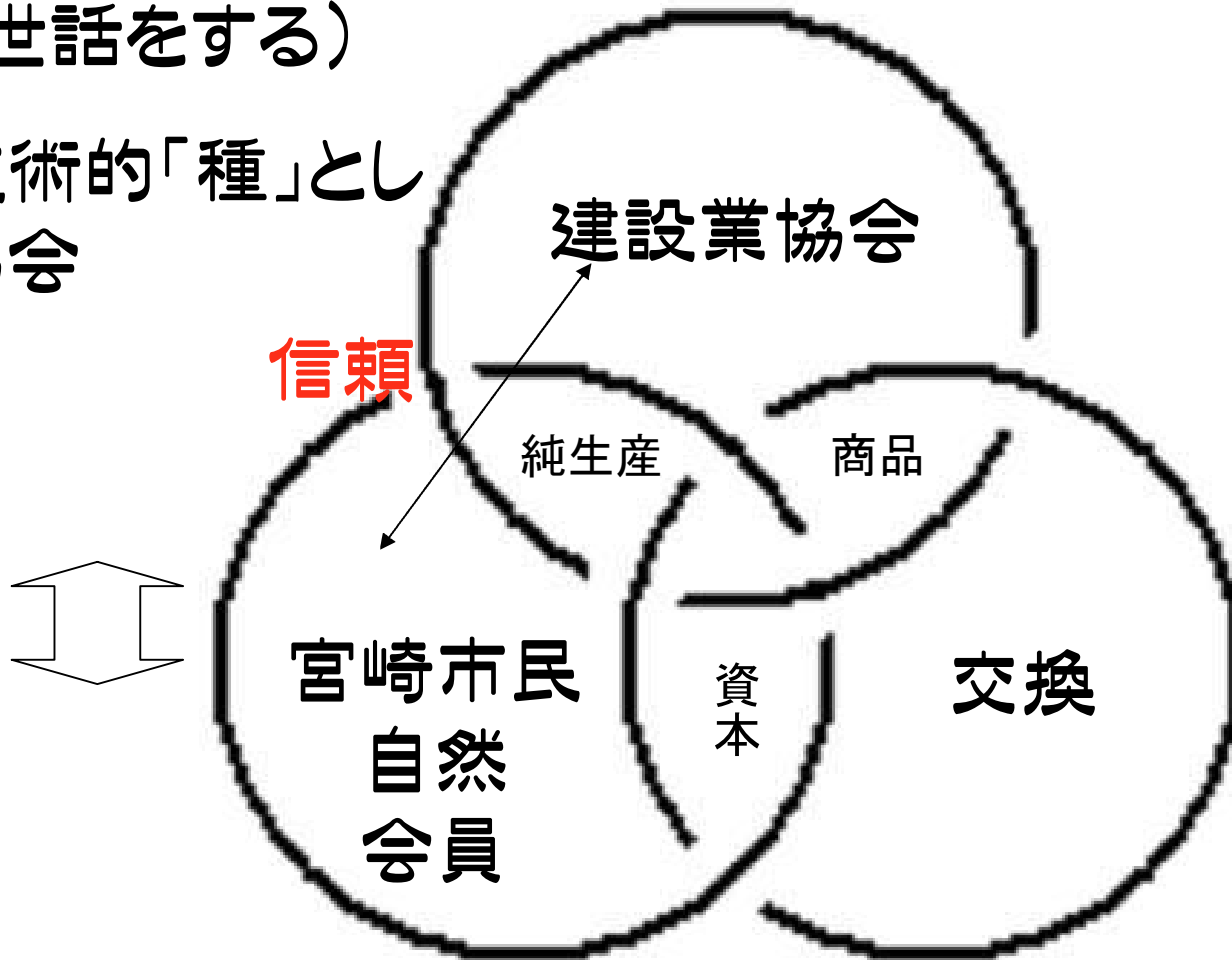 世話をする)
術的「種」とし
会
建設業協会
信頼
純生産
商品
宮崎市民
自然
会員
資本
交換